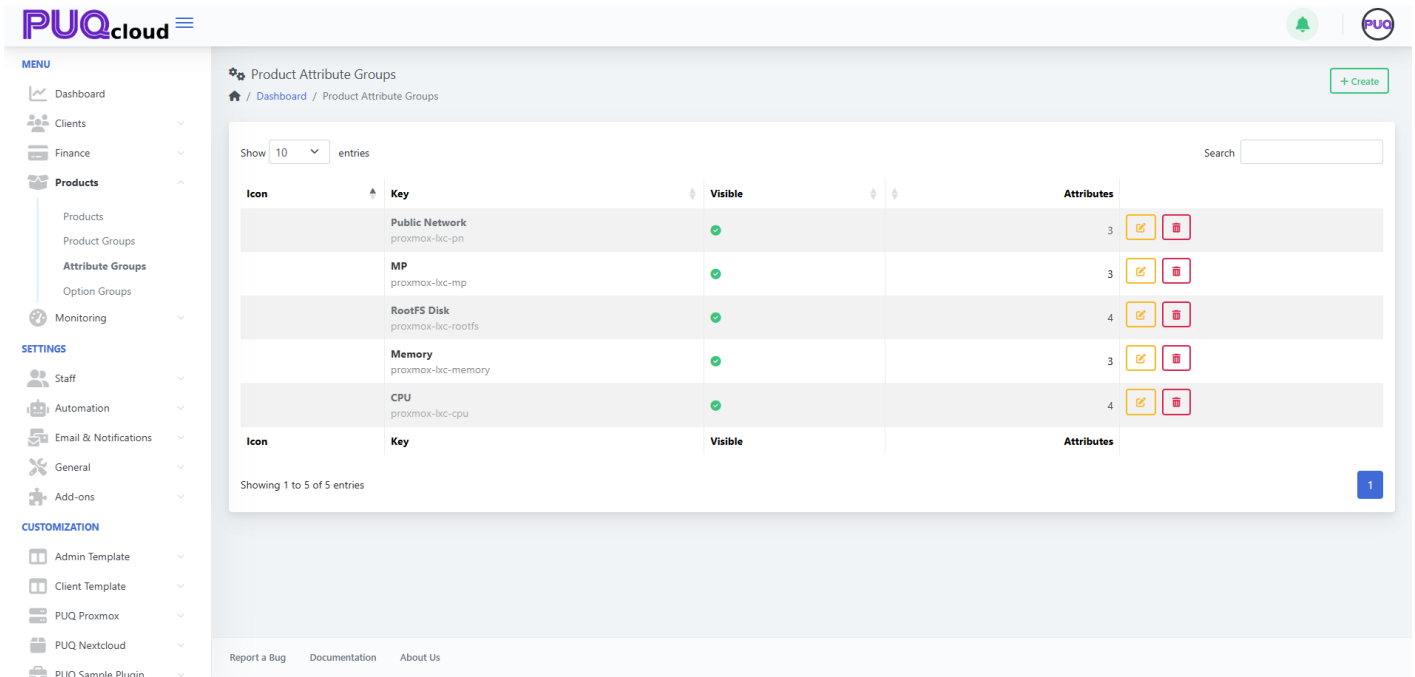 PUQcloud
PUQ
MENU
Dashboard
Clients
Finance
Products
Products
Product Groups
Attribute Groups
Option Groups
Monitoring
SETTINGS
Staff
Automation
Email & Notifications
General
Add-ons
CUSTOMIZATION
Admin Template
Client Template
PUQ Proxmox
PUQ Nextcloud
PUQ Sample Plugin
Product Attribute Groups
/ Dashboard / Product Attribute Groups
+ Create
Show 10 entries
Search
Icon Key Visible Attributes
Public Network
proxmox-lxc-pn
3
MP
proxmox-lxc-mp
3
RootFS Disk
proxmox-lxc-rootfs
4
Memory
proxmox-lxc-memory
3
CPU
proxmox-lxc-cpu
4
Icon Key Visible Attributes
Showing 1 to 5 of 5 entries
1
Report a Bug Documentation About Us